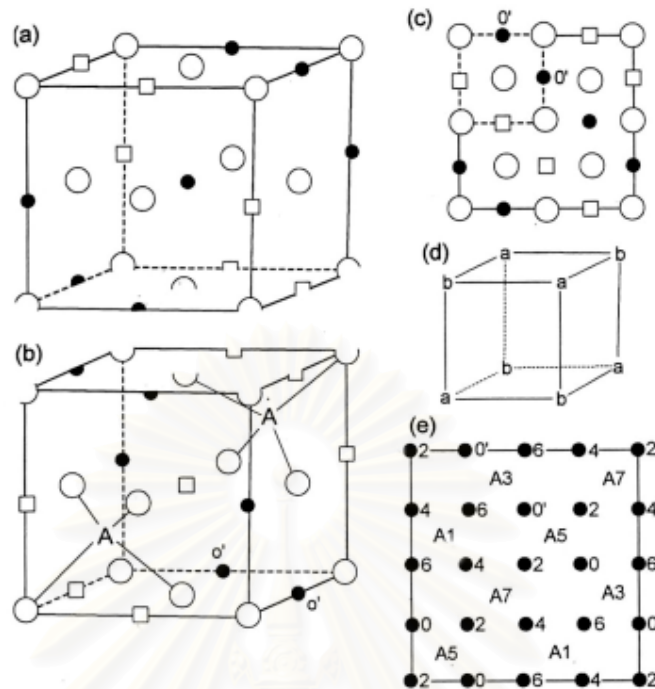 (a)
(c)
0'
0'
(d)
a b
b a
b a
a b
(b)
A
A
o'
o'
(e)
2 0' 6 4 2
A3 A7
4 6 0' 2 4
A1 A5
6 4 2 0 6
A7 A3
0 2 4 6 0
A5 A1
2 0 6 4 2